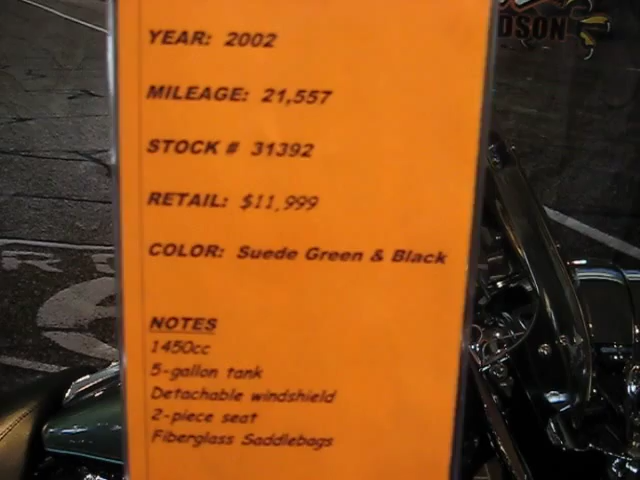 DSON
YEAR: 2002
MILEAGE: 21,557
STOCK # 31392
RETAIL: $11,999
COLOR: Suede Green & Black
NOTES
1450cc
5-gallon tank
Detachable windshield
2-piece seat
Fiberglass Saddlebags